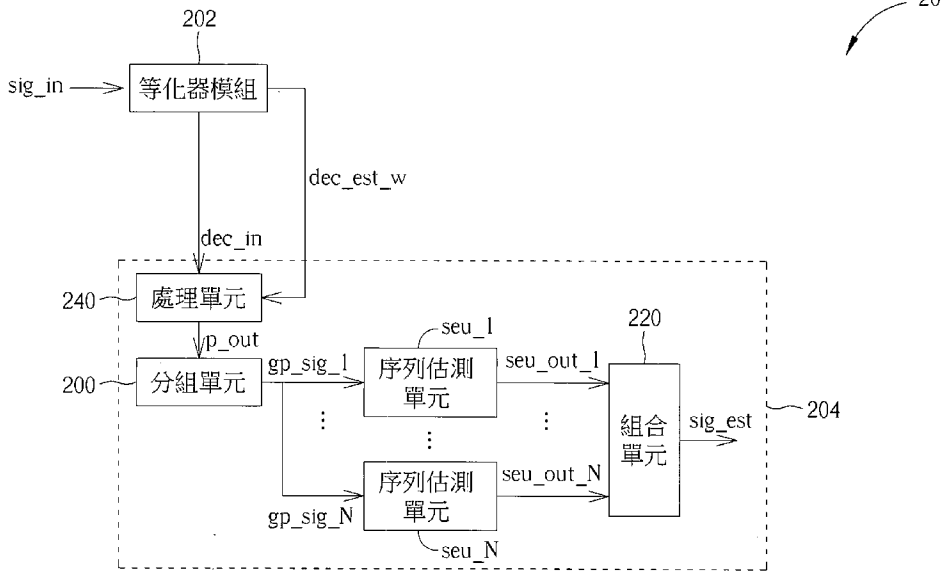 20
202
sig_in
等化器模組
dec_est_w
dec_in
240
處理單元
p_out
200
分組單元
gp_sig_1
seu_1
序列估測
單元
seu_out_1
220
組合
單元
sig_est
204
序列估測
單元
seu_out_N
gp_sig_N
seu_N